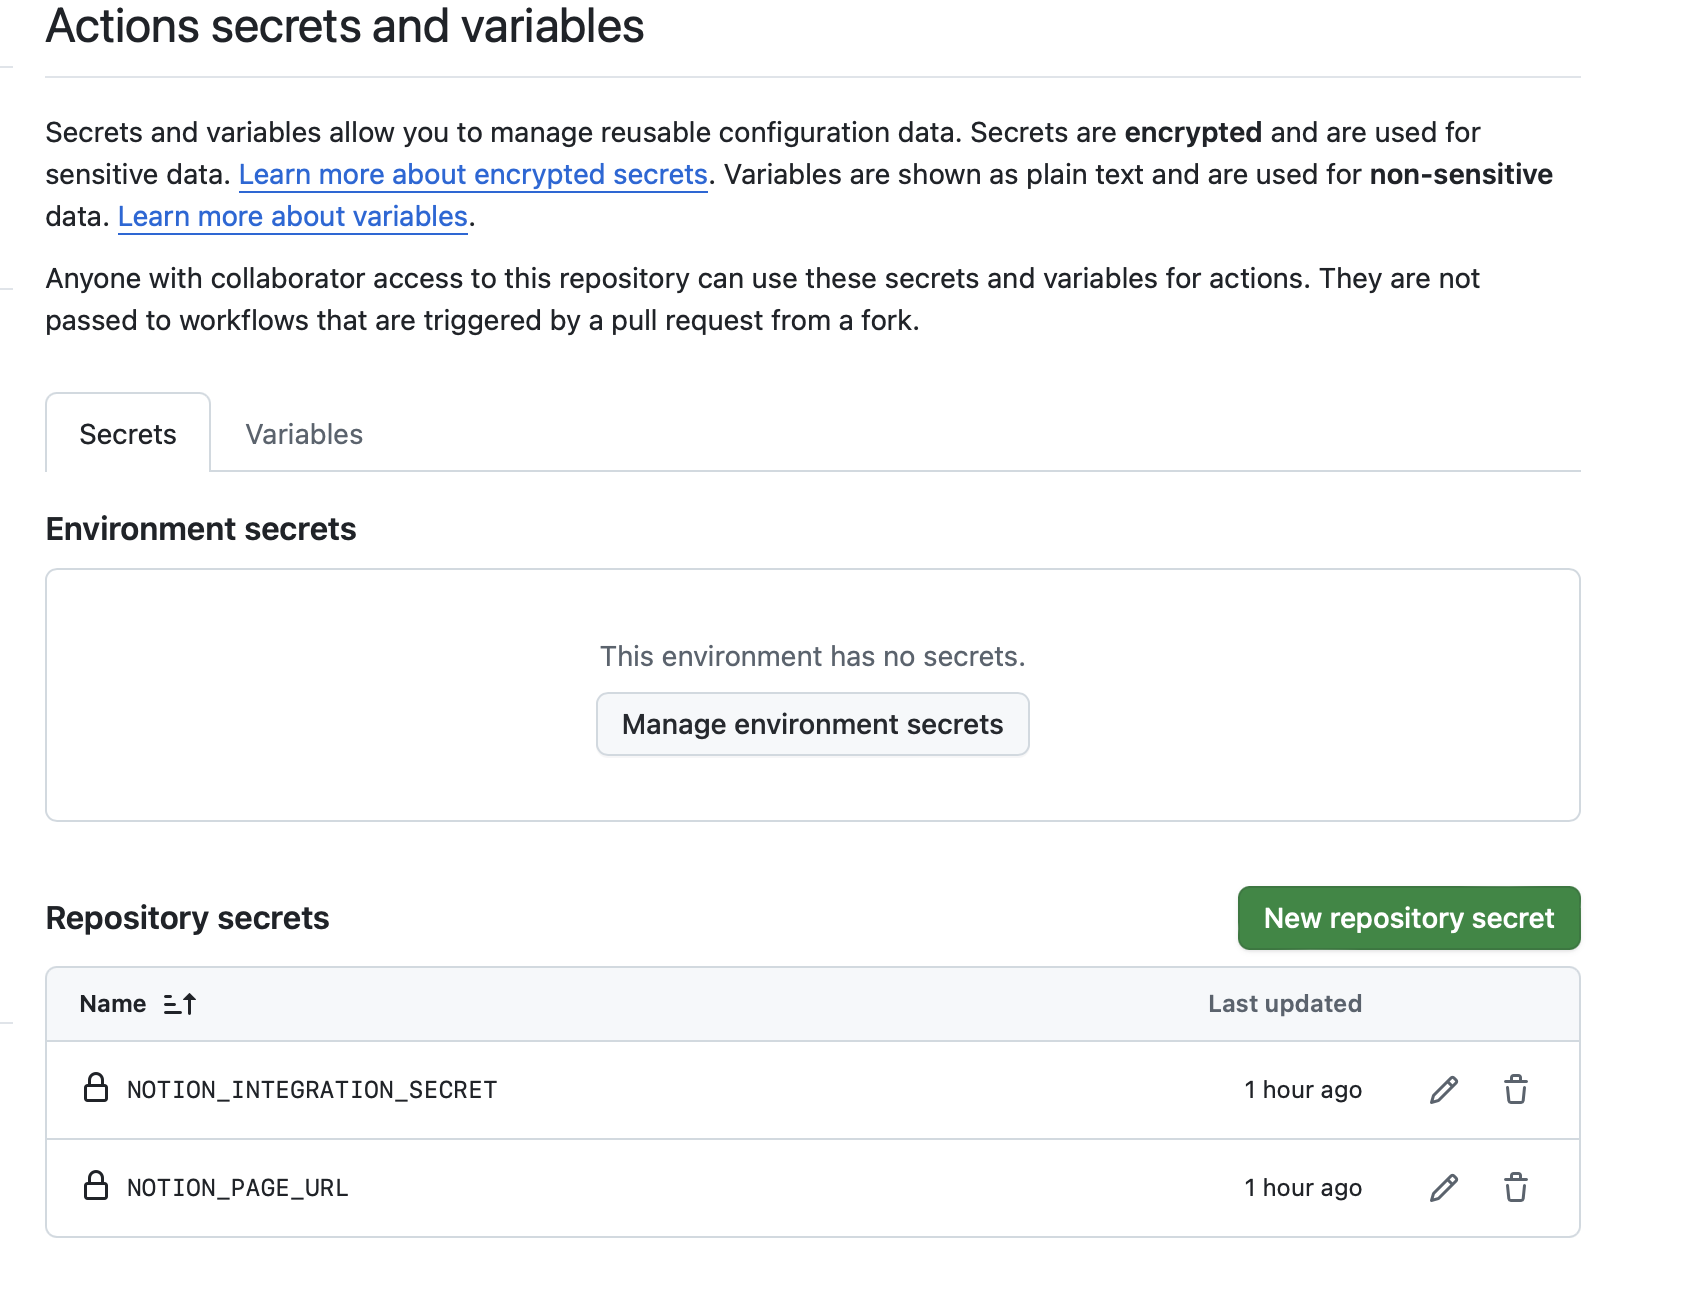 Actions secrets and variables
Secrets and variables allow you to manage reusable configuration data. Secrets are encrypted and are used for
sensitive data. Learn more about encrypted secrets. Variables are shown as plain text and are used for non-sensitive
data. Learn more about variables.
Anyone with collaborator access to this repository can use these secrets and variables for actions. They are not
passed to workflows that are triggered by a pull request from a fork.
Secrets Variables
Environment secrets
This environment has no secrets.
Manage environment secrets
Repository secrets New repository secret
Name Last updated
NOTION_INTEGRATION_SECRET 1 hour ago
NOTION_PAGE_URL 1 hour ago